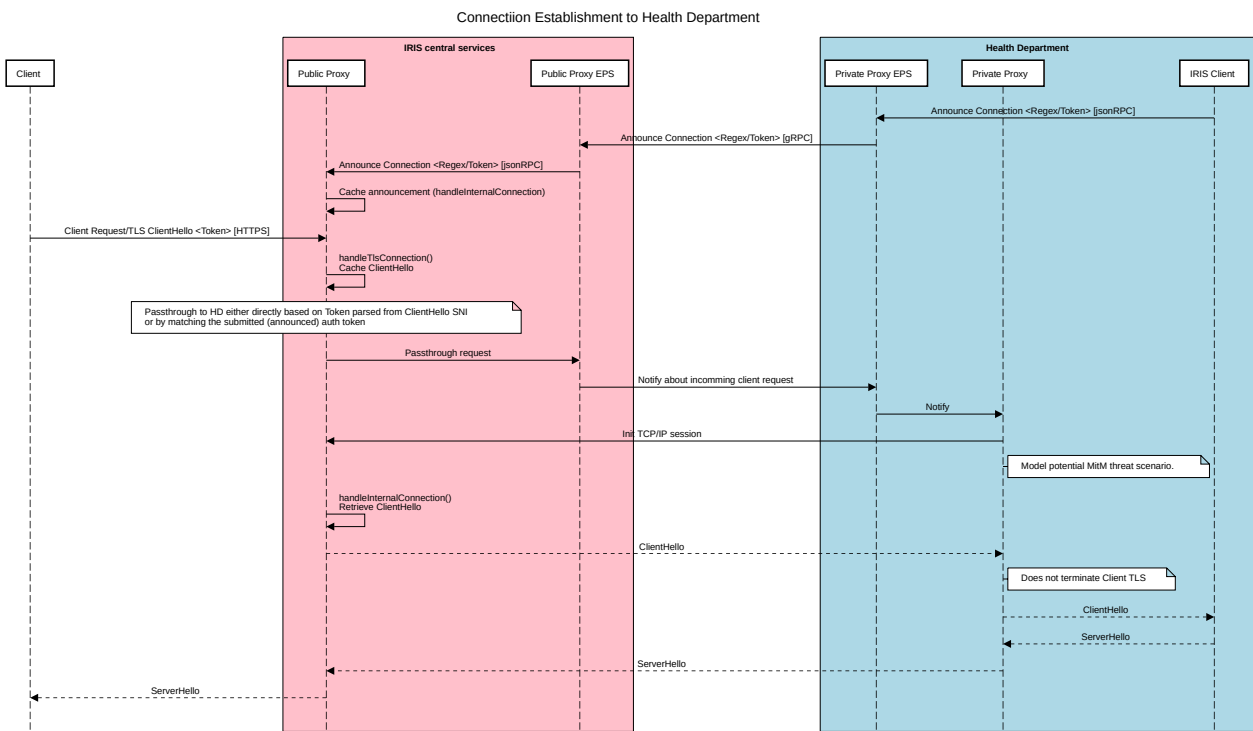 Connectiion Establishment to Health Department
IRIS central services
Health Department
Client
Public Proxy
Public Proxy EPS
Private Proxy EPS
Private Proxy
IRIS Client
Announce Connection <Regex/Token> [jsonRPC]
Announce Connection <Regex/Token> [gRPC]
Announce Connection <Regex/Token> [jsonRPC]
Cache announcement (handleInternalConnection)
Client Request/TLS ClientHello <Token> [HTTPS]
handleTlsConnection()
Cache ClientHello
Passthrough to HD either directly based on Token parsed from ClientHello SNI
or by matching the submitted (announced) auth token
Passthrough request
Notify about incomming client request
Notify
Init TCP/IP session
Model potential MitM threat scenario.
handleInternalConnection()
Retrieve ClientHello
ClientHello
Does not terminate Client TLS
ClientHello
ServerHello
ServerHello
ServerHello